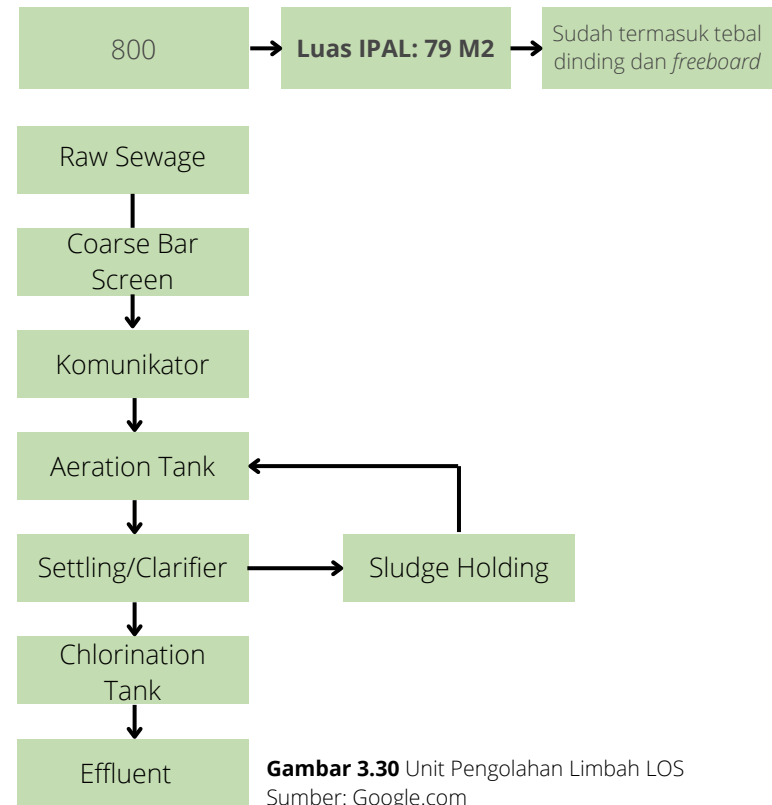 800
Luas IPAL: 79 M2
Sudah termasuk tebal
dinding dan freeboard
Raw Sewage
Coarse Bar
Screen
Komunikator
Aeration Tank
Settling/Clarifier
Sludge Holding
Chlorination
Tank
Effluent
Gambar 3.30 Unit Pengolahan Limbah LOS
Sumber: Google.com